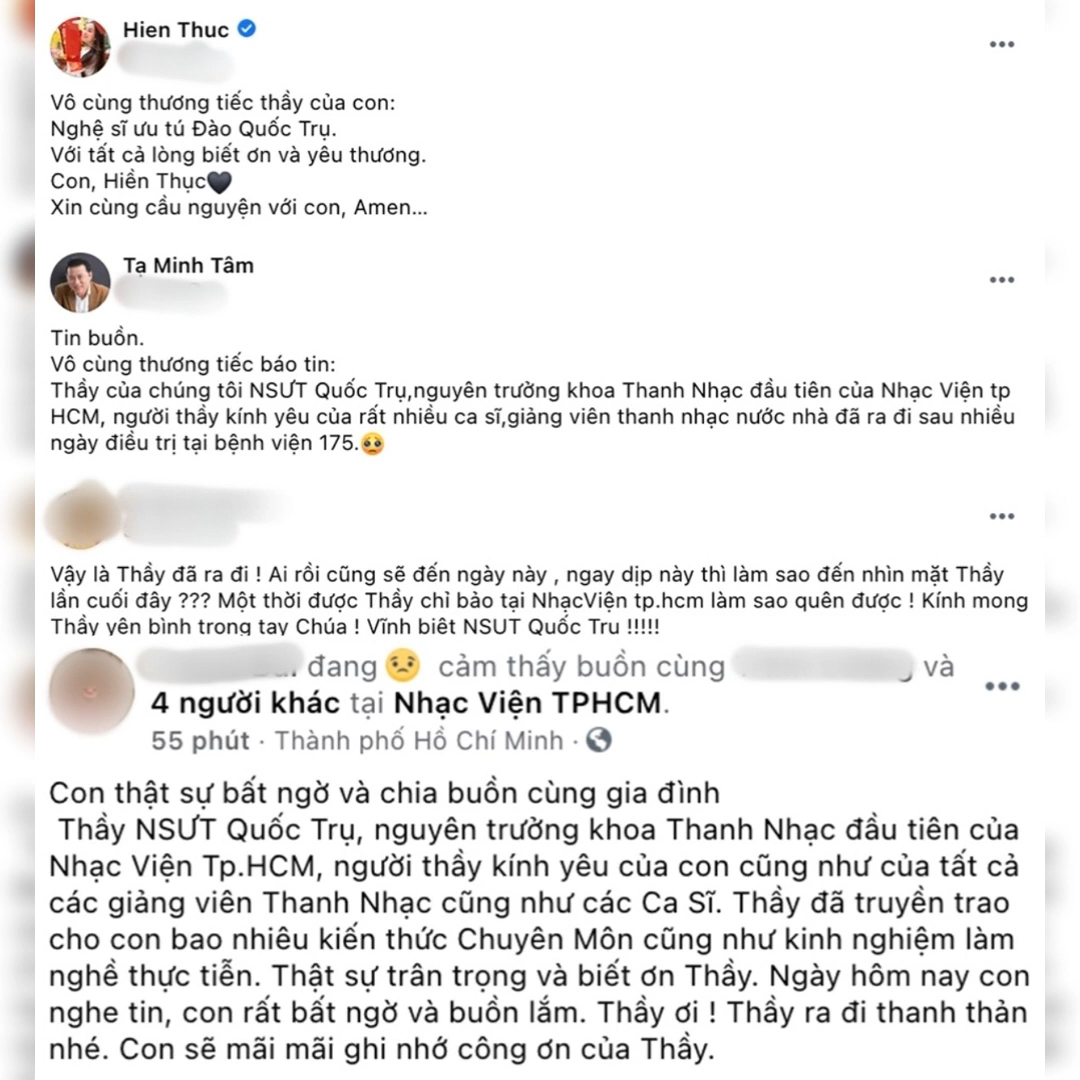 Hien Thuc
Vô cùng thương tiếc thầy của con:
Nghệ sĩ ưu tú Đào Quốc Trụ.
Với tất cả lòng biết ơn và yêu thương.
Con, Hiền Thục🖤
Xin cùng cầu nguyện với con, Amen...
Tạ Minh Tâm
Tin buồn.
Vô cùng thương tiếc báo tin:
Thầy của chúng tôi NSƯT Quốc Trụ,nguyên trưởng khoa Thanh Nhạc đầu tiên của Nhạc Viện tp
HCM, người thầy kính yêu của rất nhiều ca sĩ,giảng viên thanh nhạc nước nhà đã ra đi sau nhiều
ngày điều trị tại bệnh viện 175.🥺
Vậy là Thầy đã ra đi ! Ai rồi cũng sẽ đến ngày này , ngay dịp này thì làm sao đến nhìn mặt Thầy
lần cuối đây ??? Một thời được Thầy chỉ bảo tại NhạcViện tp.hcm làm sao quên được ! Kính mong
Thầy yên bình trong tay Chúa ! Vĩnh biêt NSUT Quốc Tru !!!!!
đang 😟 cảm thấy buồn cùng và
4 người khác tại Nhạc Viện TPHCM.
55 phút · Thành phố Hồ Chí Minh ·
Con thật sự bất ngờ và chia buồn cùng gia đình
Thầy NSƯT Quốc Trụ, nguyên trưởng khoa Thanh Nhạc đầu tiên của
Nhạc Viện Tp.HCM, người thầy kính yêu của con cũng như của tất cả
các giảng viên Thanh Nhạc cũng như các Ca Sĩ. Thầy đã truyền trao
cho con bao nhiêu kiến thức Chuyên Môn cũng như kinh nghiệm làm
nghề thực tiễn. Thật sự trân trọng và biết ơn Thầy. Ngày hôm nay con
nghe tin, con rất bất ngờ và buồn lắm. Thầy ơi ! Thầy ra đi thanh thản
nhé. Con sẽ mãi mãi ghi nhớ công ơn của Thầy.